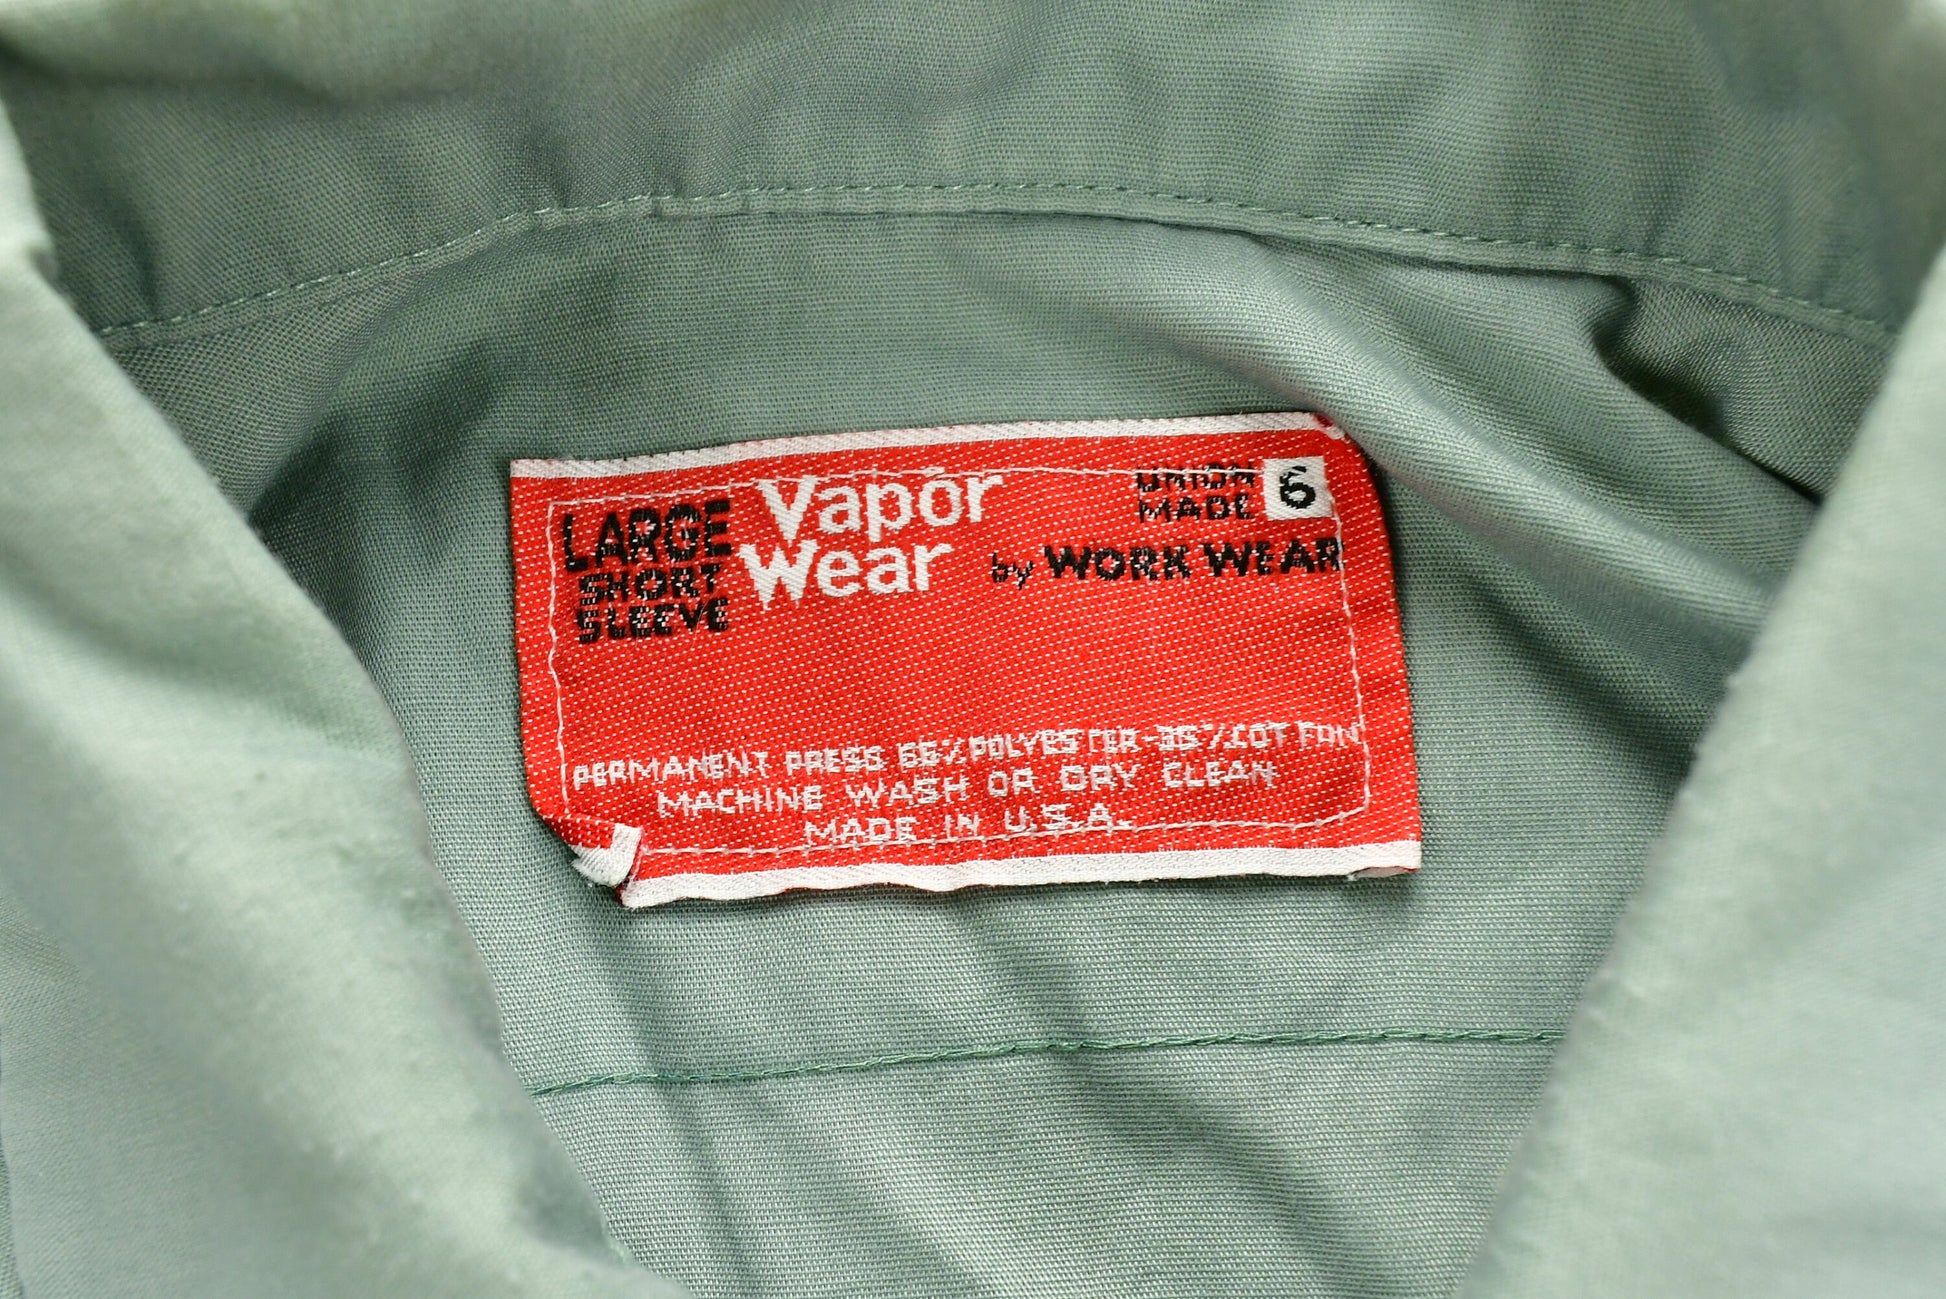 LARGE
SHORT
SLEEVE
Vapor
Wear
by WORK WEAR
UNION
MADE
6
PERMANENT PRESS 65% POLYESTER-35% COTTON
MACHINE WASH OR DRY CLEAN
MADE IN U.S.A.